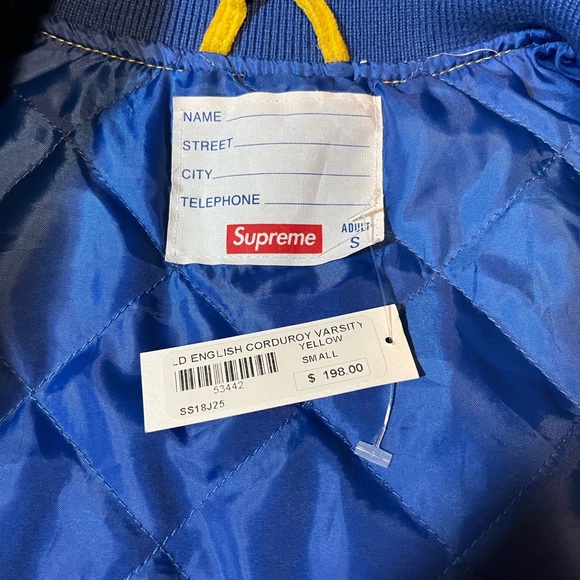 NAME
STREET
CITY
TELEPHONE
Supreme
ADULT
S
LD ENGLISH CORDUROY VARSITY
YELLOW
SMALL
53442
$ 198.00
SS18J25